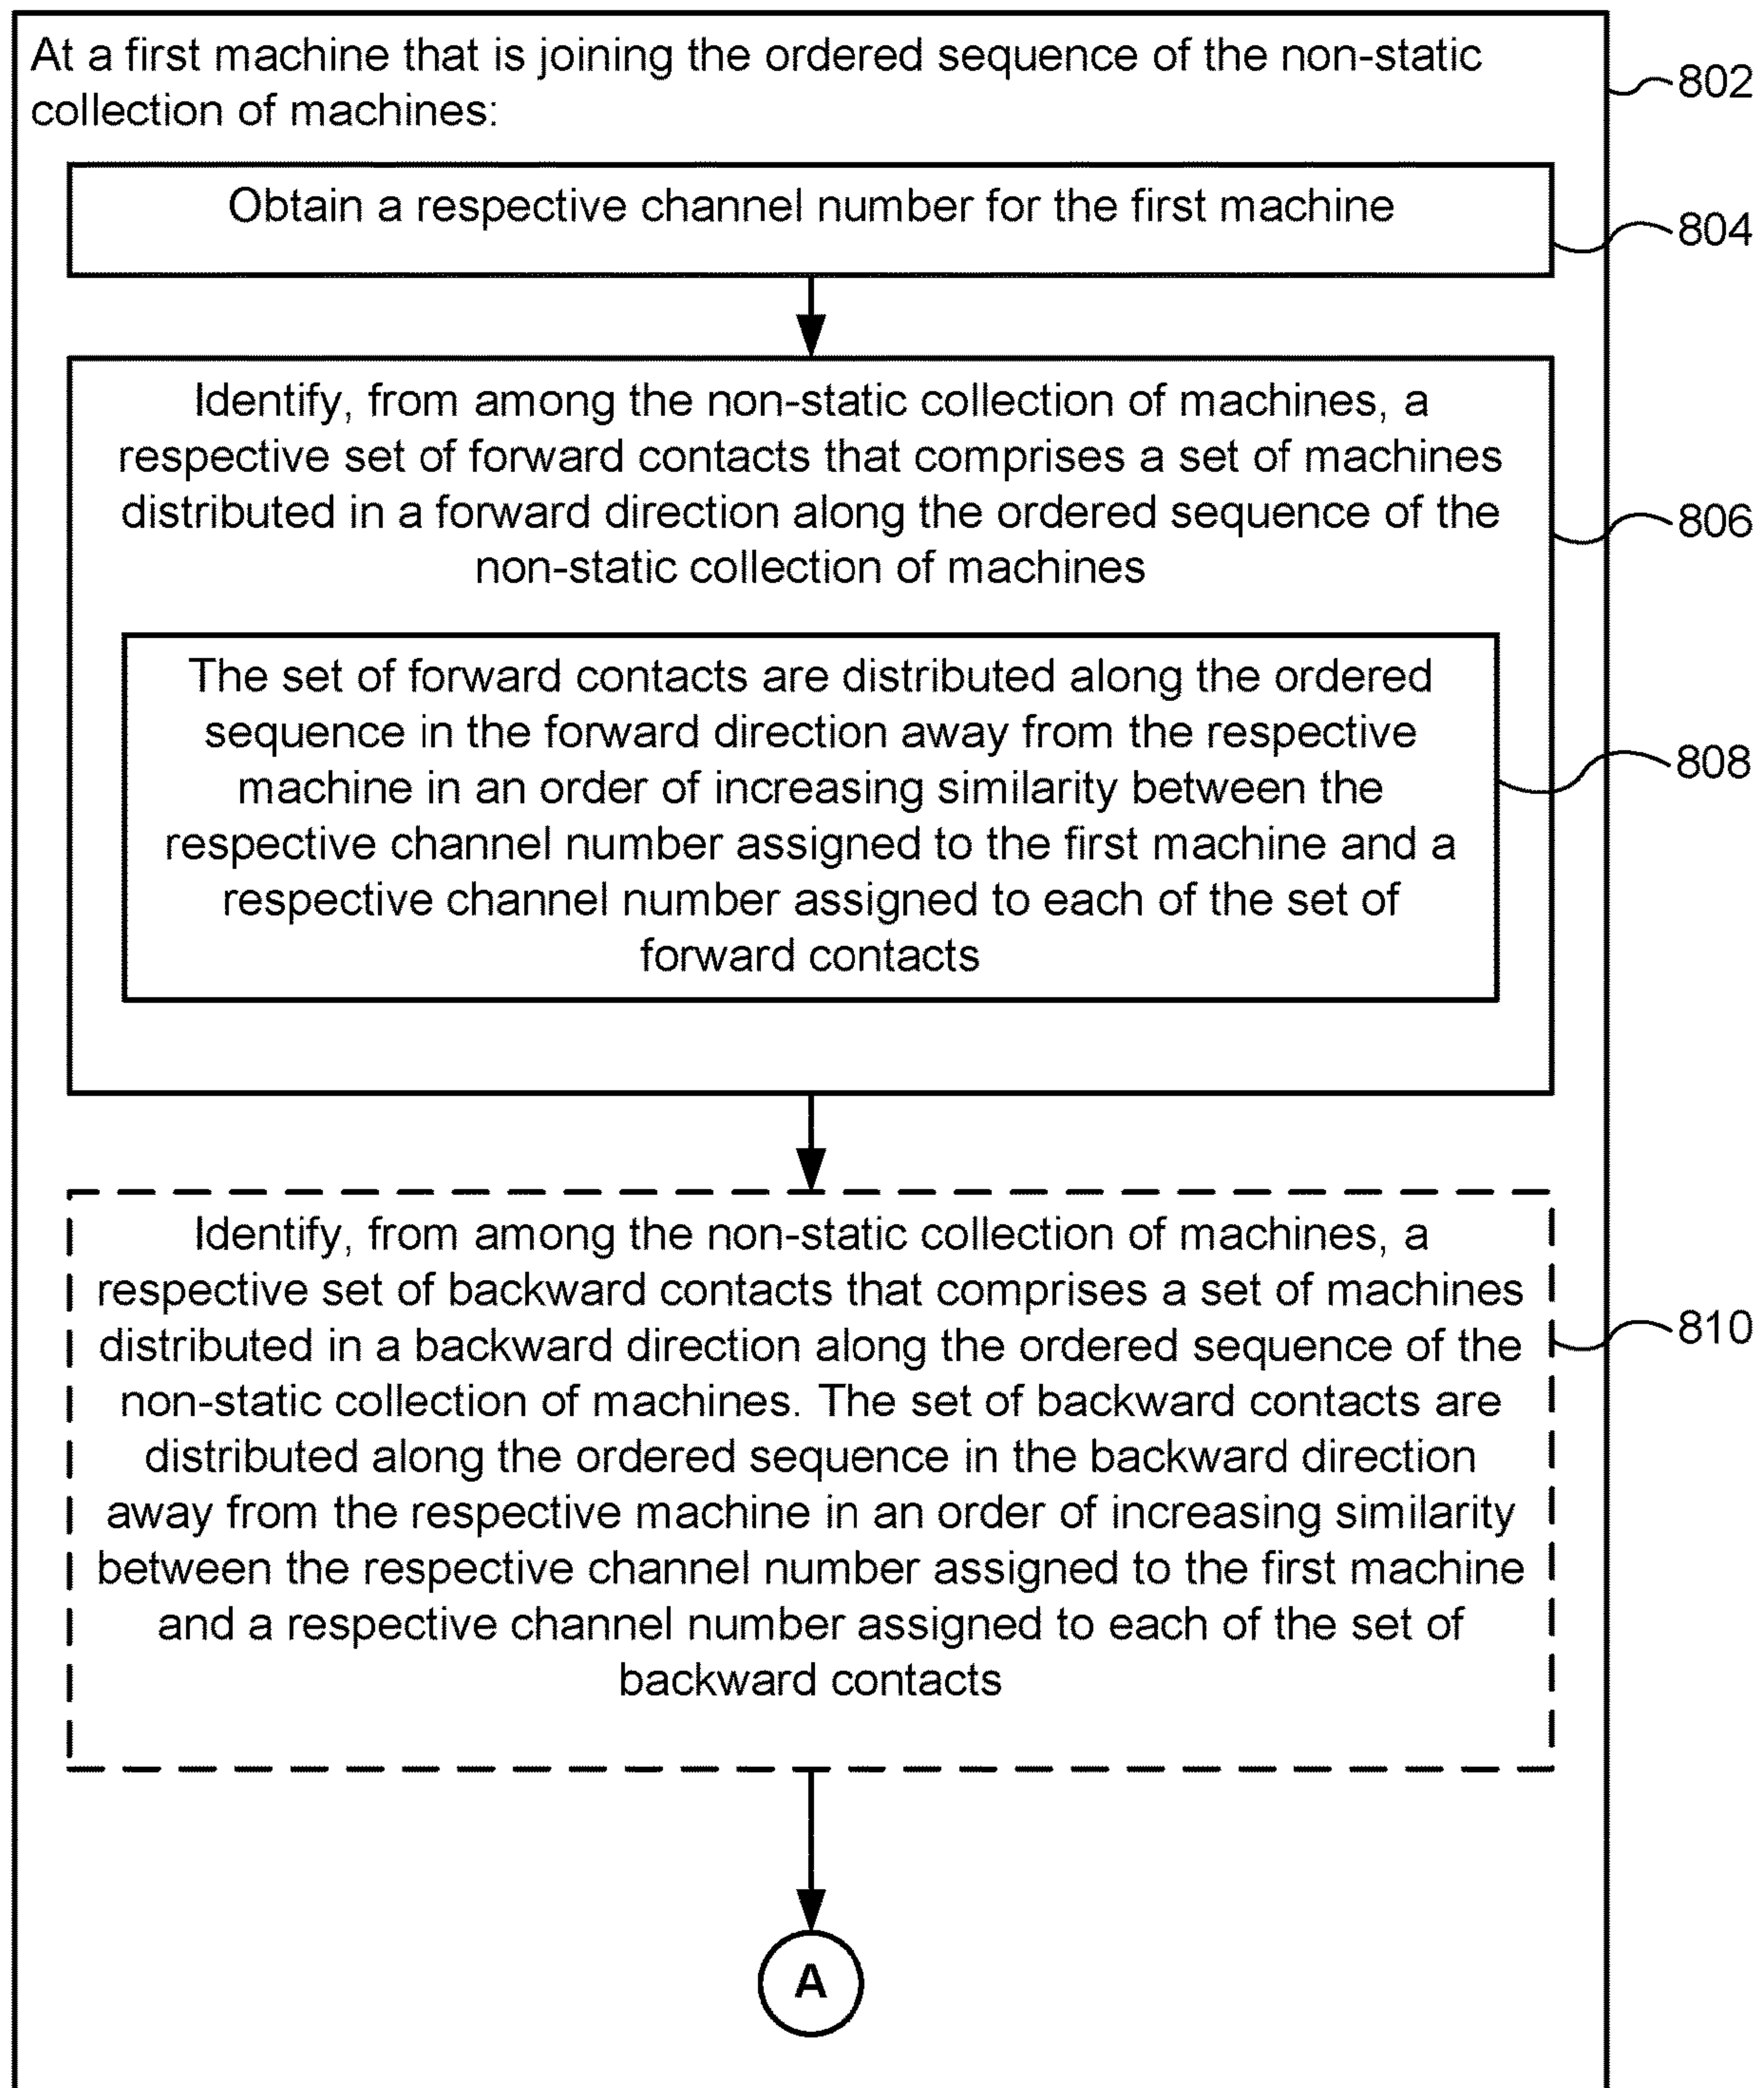 At a first machine that is joining the ordered sequence of the non-static
collection of machines:
802
Obtain a respective channel number for the first machine
804
Identify, from among the non-static collection of machines, a
respective set of forward contacts that comprises a set of machines
distributed in a forward direction along the ordered sequence of the
non-static collection of machines
806
The set of forward contacts are distributed along the ordered
sequence in the forward direction away from the respective
machine in an order of increasing similarity between the
respective channel number assigned to the first machine and a
respective channel number assigned to each of the set of
forward contacts
808
Identify, from among the non-static collection of machines, a
respective set of backward contacts that comprises a set of machines
distributed in a backward direction along the ordered sequence of the
non-static collection of machines. The set of backward contacts are
distributed along the ordered sequence in the backward direction
away from the respective machine in an order of increasing similarity
between the respective channel number assigned to the first machine
and a respective channel number assigned to each of the set of
backward contacts
810
A